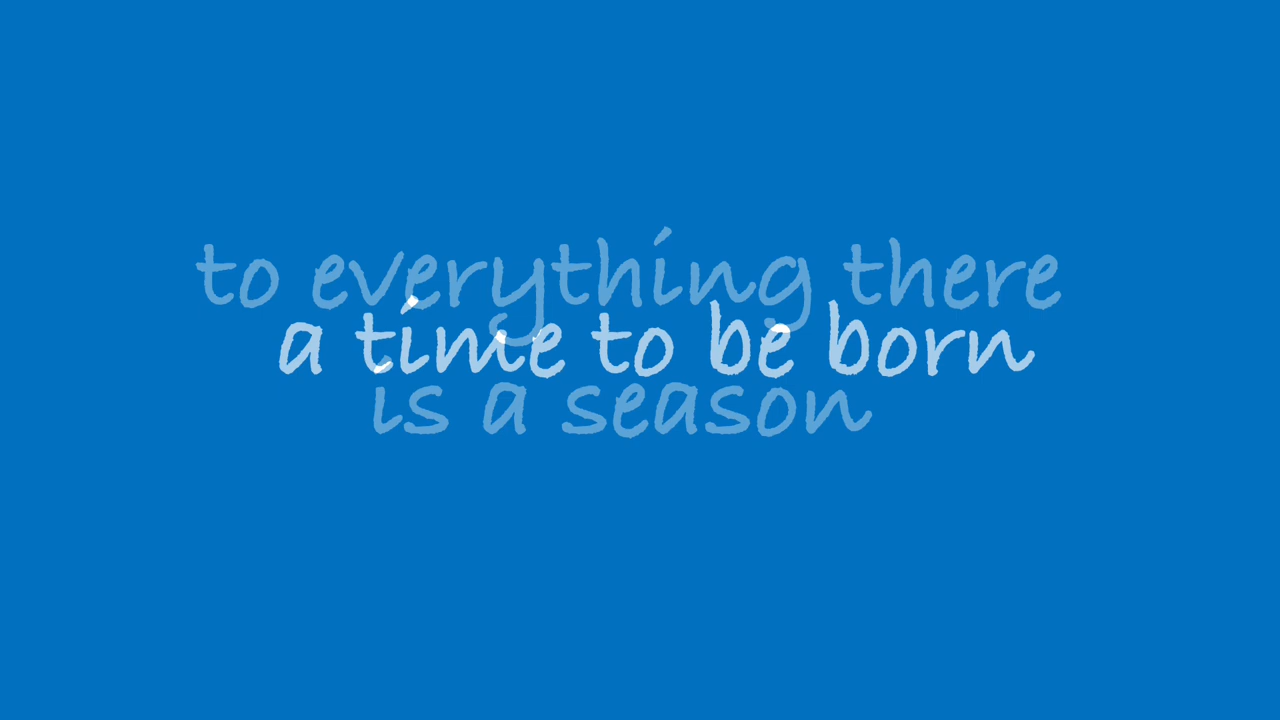 to everything there
a time to be born
is a season